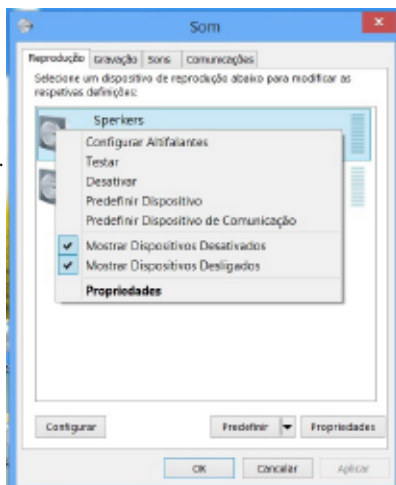 Som
Reprodução Gravação Sons Comunicações
Selecione um dispositivo de reprodução abaixo para modificar as
respetivas definições:
Sperkers
Configurar Altifalantes
Testar
Desativar
Predefinir Dispositivo
Predefinir Dispositivo de Comunicação
Mostrar Dispositivos Desativados
Mostrar Dispositivos Desligados
Propriedades
Configurar Predefinir Propriedades
OK Cancelar Aplicar